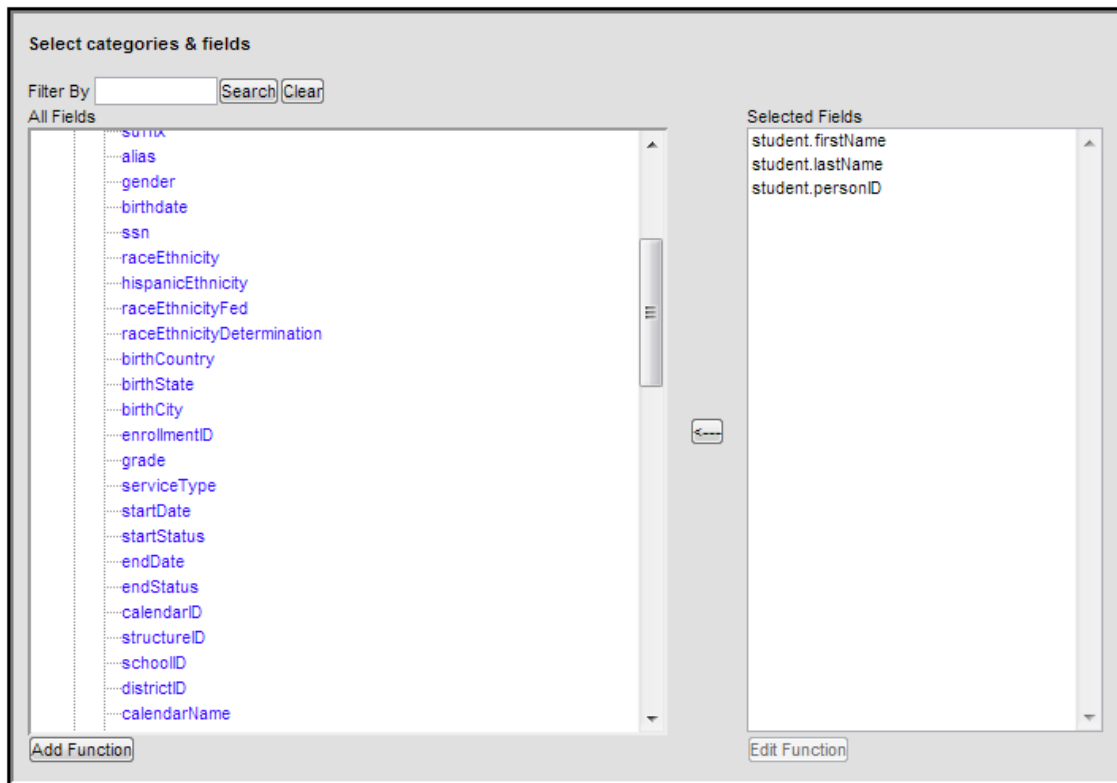 Select categories & fields
Filter By Search Clear
All Fields
suffix
alias
gender
birthdate
ssn
raceEthnicity
hispanicEthnicity
raceEthnicityFed
raceEthnicityDetermination
birthCountry
birthState
birthCity
enrollmentID
grade
serviceType
startDate
startStatus
endDate
endStatus
calendarID
structureID
schoolID
districtID
calendarName
Add Function
<---
Selected Fields
student.firstName
student.lastName
student.personID
Edit Function